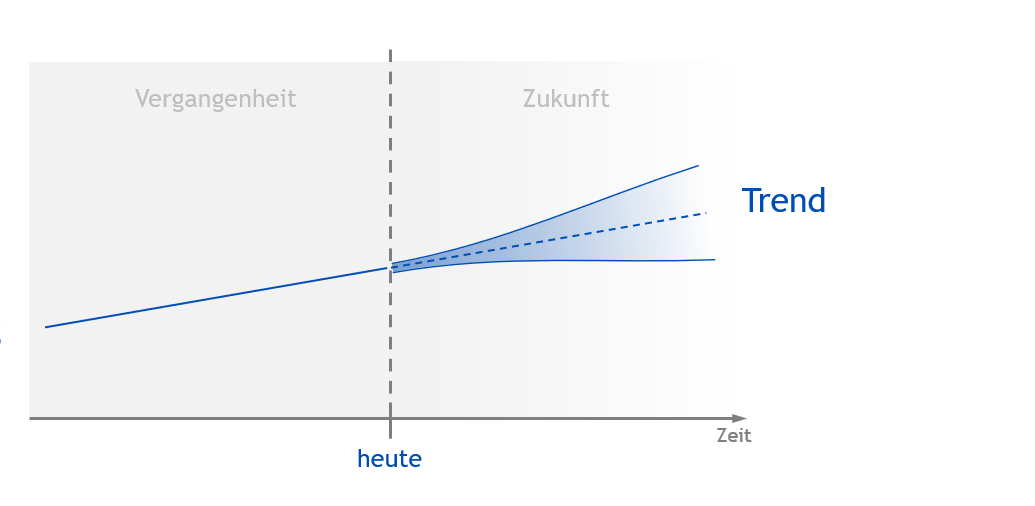 Vergangenheit
Zukunft
Trend
Zeit
heute